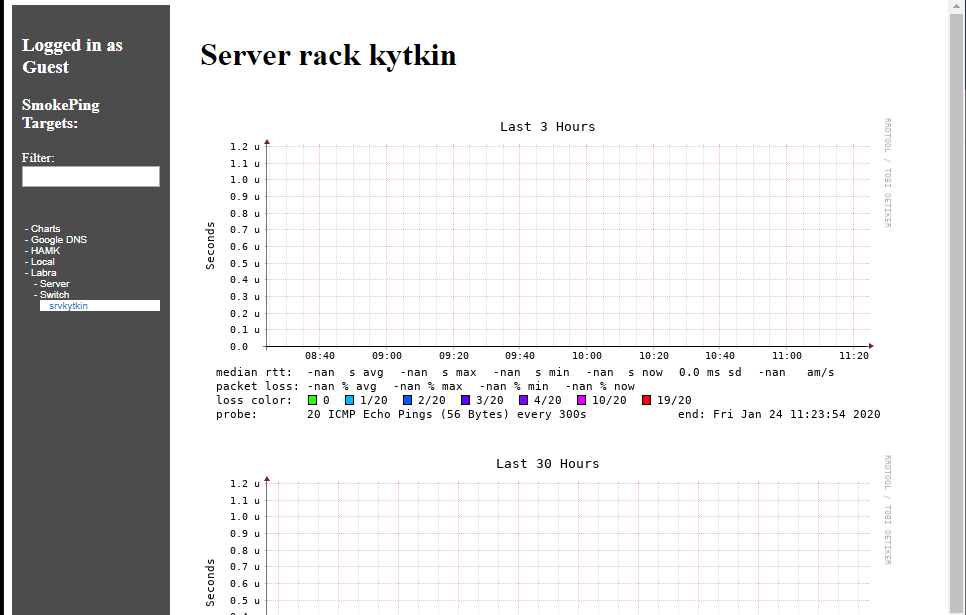 Logged in as
Guest
SmokePing
Targets:
Filter:
- Charts
- Google DNS
- HAMK
- Local
- Labra
- Server
- Switch
srvkytkin
Server rack kytkin
Last 3 Hours
RRDTOOL / TOBI OETIKER
Seconds
1.2 u
1.1 u
1.0 u
0.9 u
0.8 u
0.7 u
0.6 u
0.5 u
0.4 u
0.3 u
0.2 u
0.1 u
0.0
08:40 09:00 09:20 09:40 10:00 10:20 10:40 11:00 11:20
median rtt: -nan s avg -nan s max -nan s min -nan s now 0.0 ms sd -nan am/s
packet loss: -nan % avg -nan % max -nan % min -nan % now
loss color: 0 1/20 2/20 3/20 4/20 10/20 19/20
probe: 20 ICMP Echo Pings (56 Bytes) every 300s end: Fri Jan 24 11:23:54 2020
Last 30 Hours
RRDTOOL / TOBI OETIKER
Seconds
1.2 u
1.1 u
1.0 u
0.9 u
0.8 u
0.7 u
0.6 u
0.5 u